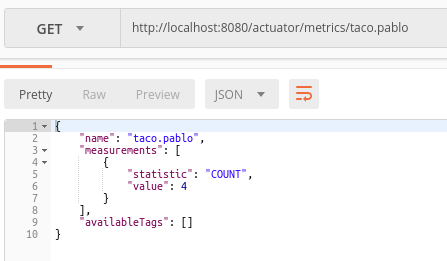 GET http://localhost:8080/actuator/metrics/taco.pablo
Pretty Raw Preview JSON
1 {
2 "name": "taco.pablo",
3 "measurements": [
4 {
5 "statistic": "COUNT",
6 "value": 4
7 }
8 ],
9 "availableTags": []
10 }